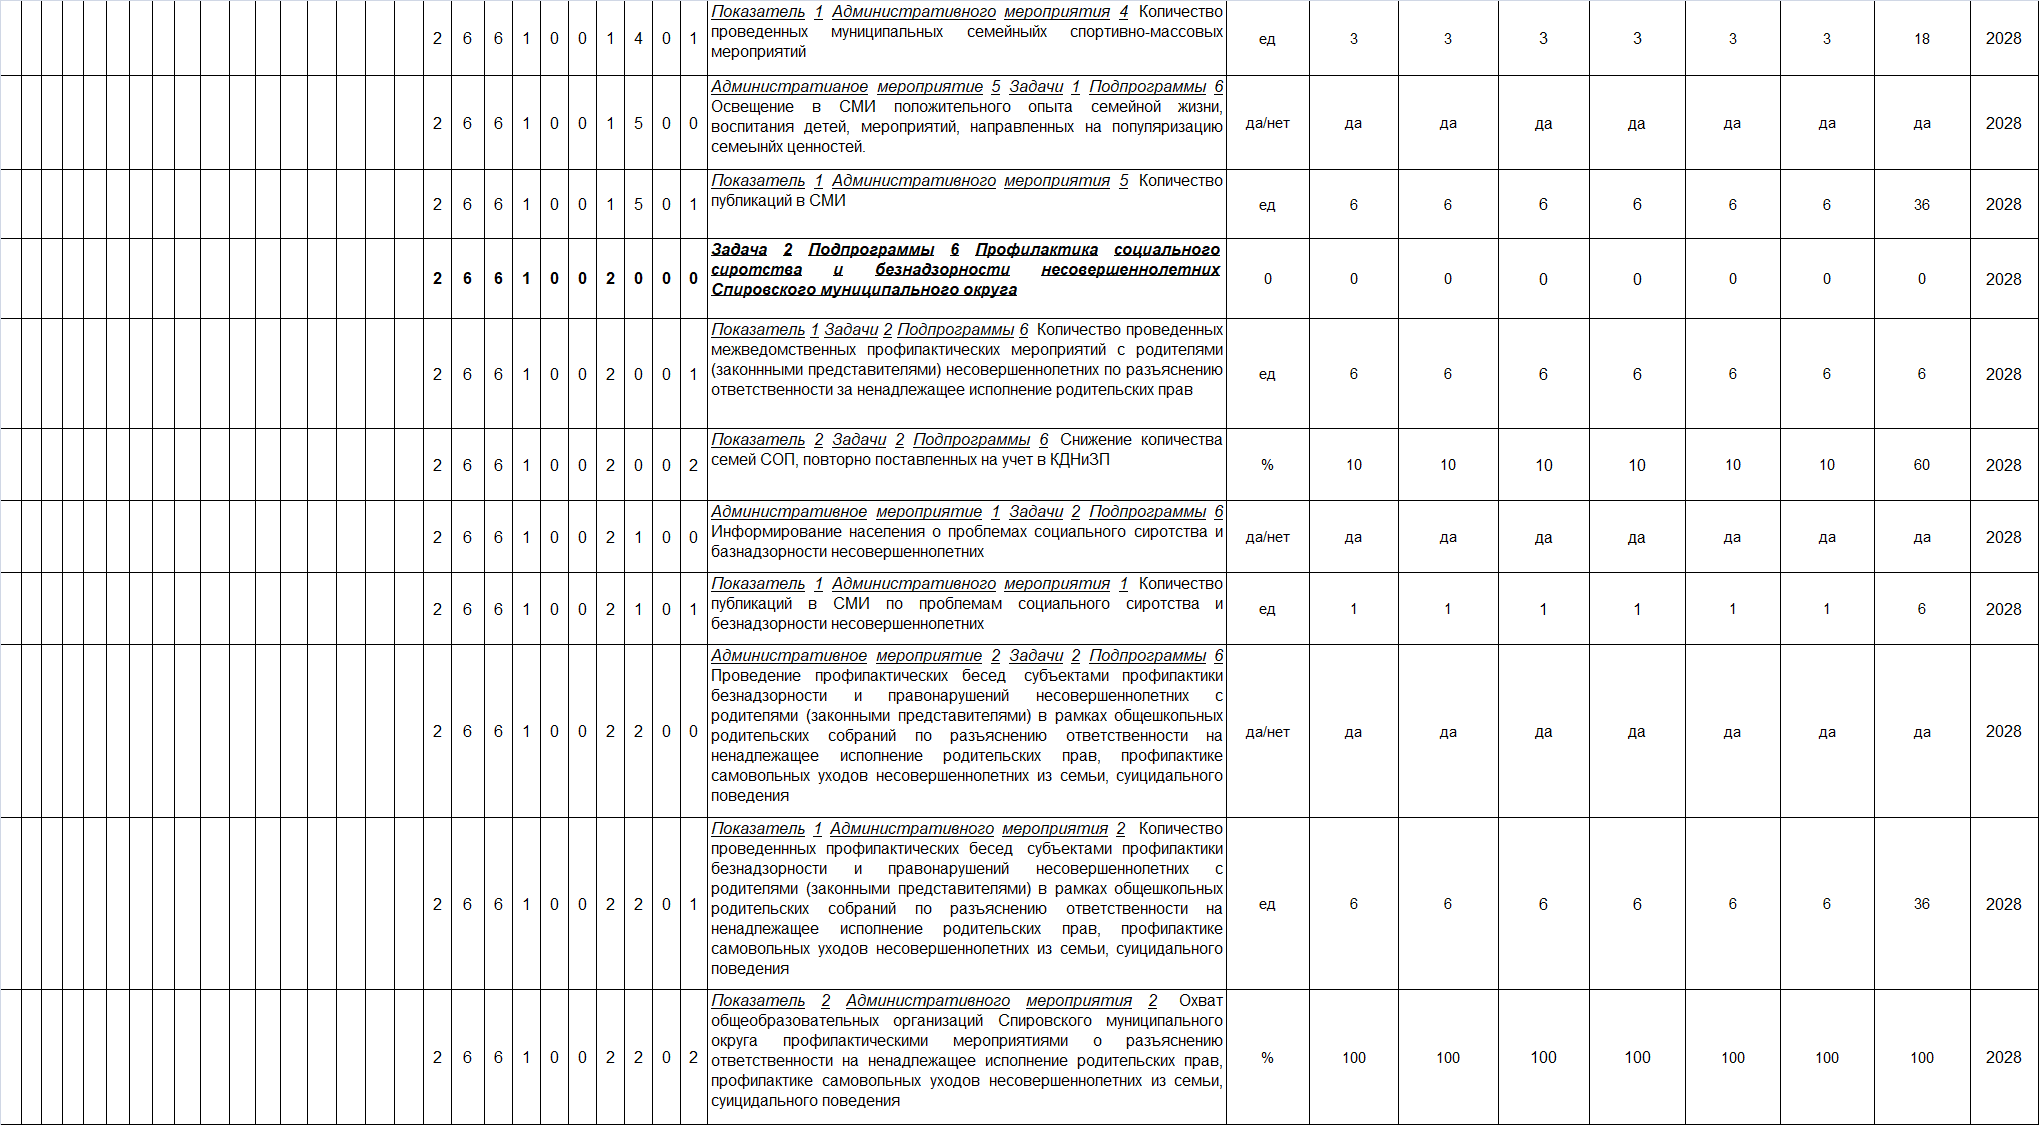 2 6 6 1 0 0 1 4 0 1 Показатель 1 Административного мероприятия 4 Количество
проведенных муниципальных семейныйх спортивно-массовых
мероприятий
ед 3 3 3 3 3 3 18 2028
2 6 6 1 0 0 1 5 0 0 Административаное мероприятие 5 Задачи 1 Подпрограммы 6
Освещение в СМИ положительного опыта семейной жизни,
воспитания детей, мероприятий, направленных на популяризацию
семеынйх ценностей.
да/нет да да да да да да да 2028
2 6 6 1 0 0 1 5 0 1 Показатель 1 Административного мероприятия 5 Количество
публикаций в СМИ
ед 6 6 6 6 6 6 36 2028
2 6 6 1 0 0 2 0 0 0 Задача 2 Подпрограммы 6 Профилактика социального
сиротства и безнадзорности несовершеннолетних
Спировского муниципального округа
0 0 0 0 0 0 0 0 2028
2 6 6 1 0 0 2 0 0 1 Показатель 1 Задачи 2 Подпрограммы 6 Количество проведенных
межведомственных профилактических мероприятий с родителями
(законнными представителями) несовершеннолетних по разъяснению
ответственности за ненадлежащее исполнение родительских прав
ед 6 6 6 6 6 6 6 2028
2 6 6 1 0 0 2 0 0 2 Показатель 2 Задачи 2 Подпрограммы 6 Снижение количества
семей СОП, повторно поставленных на учет в КДНиЗП
% 10 10 10 10 10 10 60 2028
2 6 6 1 0 0 2 1 0 0 Административное мероприятие 1 Задачи 2 Подпрограммы 6
Информирование населения о проблемах социального сиротства и
базнадзорности несовершеннолетних
да/нет да да да да да да да 2028
2 6 6 1 0 0 2 1 0 1 Показатель 1 Административного мероприятия 1 Количество
публикаций в СМИ по проблемам социального сиротства и
безнадзорности несовершеннолетних
ед 1 1 1 1 1 1 6 2028
2 6 6 1 0 0 2 2 0 0 Административное мероприятие 2 Задачи 2 Подпрограммы 6
Проведение профилактических бесед субъектами профилактики
безнадзорности и правонарушений несовершеннолетних с
родителями (законными представителями) в рамках общешкольных
родительских собраний по разъяснению ответственности на
ненадлежащее исполнение родительских прав, профилактике
самовольных уходов несовершеннолетних из семьи, суицидального
поведения
да/нет да да да да да да да 2028
2 6 6 1 0 0 2 2 0 1 Показатель 1 Административного мероприятия 2 Количество
проведеннных профилактических бесед субъектами профилактики
безнадзорности и правонарушений несовершеннолетних с
родителями (законными представителями) в рамках общешкольных
родительских собраний по разъяснению ответственности на
ненадлежащее исполнение родительских прав, профилактике
самовольных уходов несовершеннолетних из семьи, суицидального
поведения
ед 6 6 6 6 6 6 36 2028
2 6 6 1 0 0 2 2 0 2 Показатель 2 Административного мероприятия 2 Охват
общеобразовательных организаций Спировского муниципального
округа профилактическими мероприятиями о разъяснению
ответственности на ненадлежащее исполнение родительских прав,
профилактике самовольных уходов несовершеннолетних из семьи,
суицидального поведения
% 100 100 100 100 100 100 100 2028